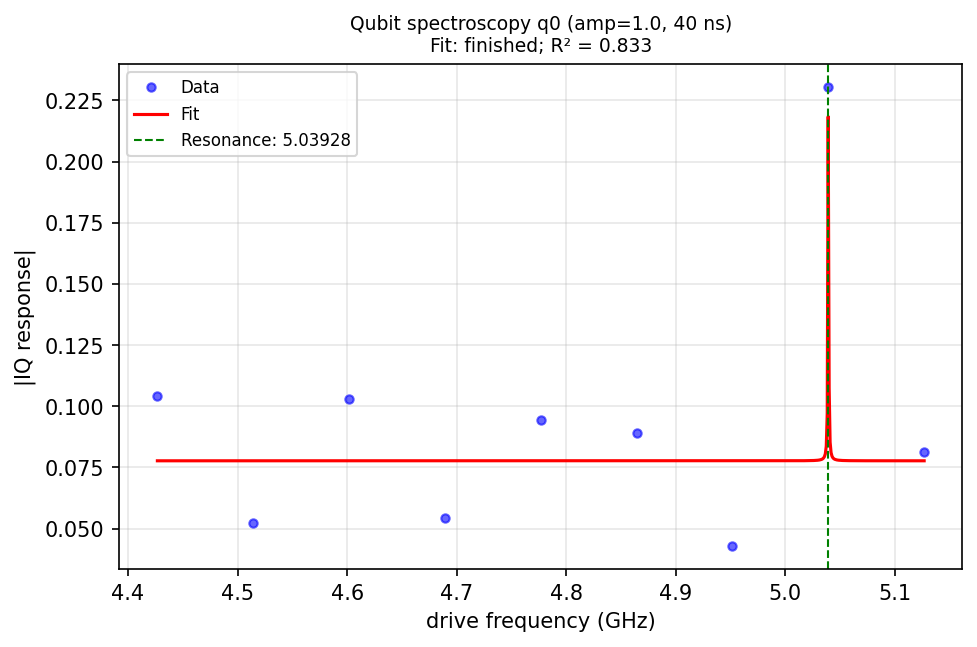 Qubit spectroscopy q0 (amp=1.0, 40 ns)
Fit: finished; R² = 0.833
Data
Fit
Resonance: 5.03928
|IQ response|
0.225
0.200
0.175
0.150
0.125
0.100
0.075
0.050
4.4 4.5 4.6 4.7 4.8 4.9 5.0 5.1
drive frequency (GHz)